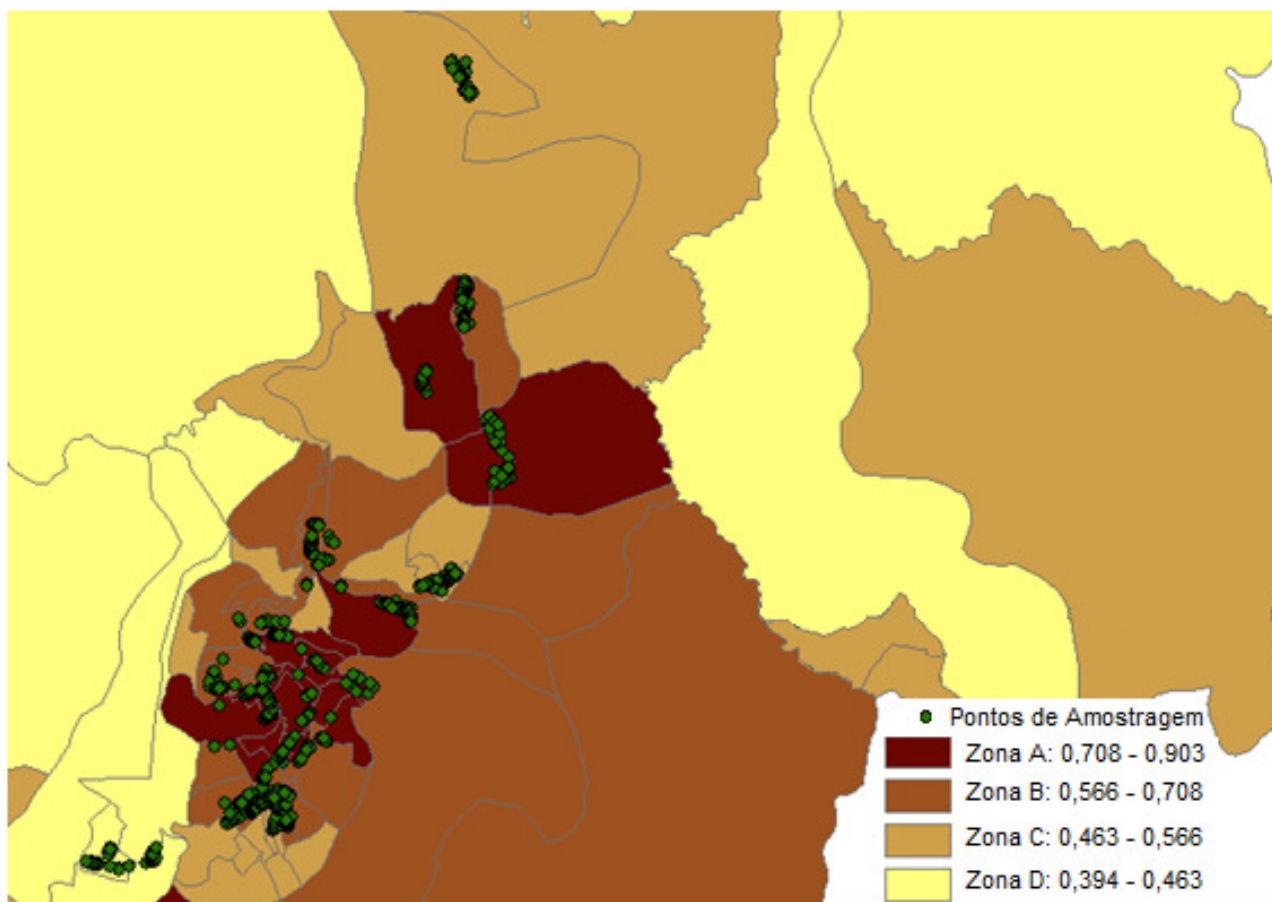 Pontos de Amostragem
Zona A: 0,708 - 0,903
Zona B: 0,566 - 0,708
Zona C: 0,463 - 0,566
Zona D: 0,394 - 0,463